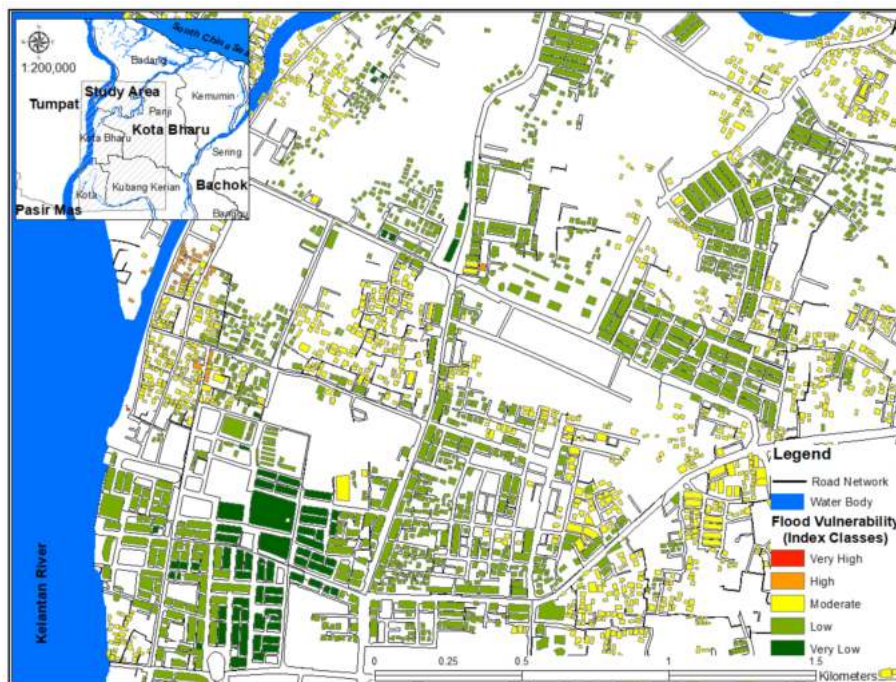 South China Sea
1:200,000
Badang
Tumpat
Study Area
Kemumin
Panji
Kota Bharu
Kota Bharu
Sering
Kota
Kubang Kerian
Bachok
Pasir Mas
Banggu
Kelantan River
Legend
Road Network
Water Body
Flood Vulnerability
(Index Classes)
Very High
High
Moderate
Low
Very Low
0 0.25 0.5 1 1.5
Kilometers